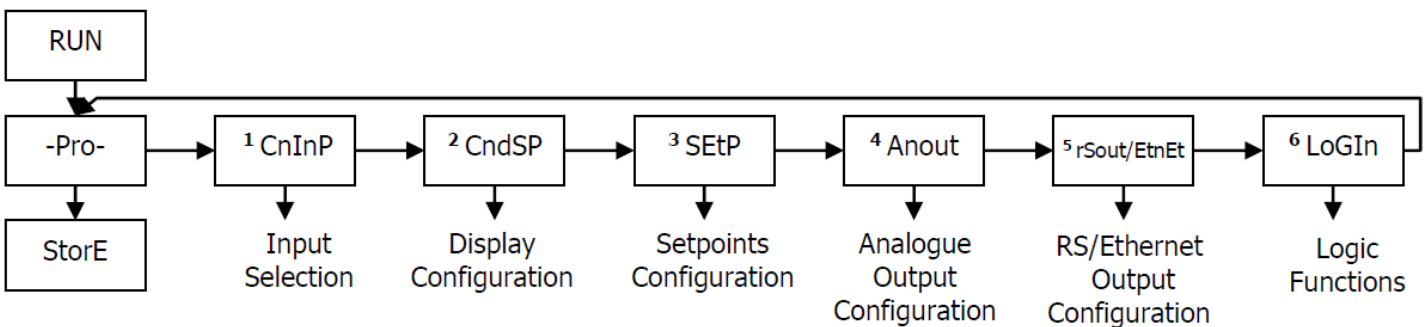 RUN
-Pro-
1 CnInP
2 CndSP
3 SEtP
4 Anout
5 rSout/EtnEt
6 LoGIn
StorE
Input
Selection
Display
Configuration
Setpoints
Configuration
Analogue
Output
Configuration
RS/Ethernet
Output
Configuration
Logic
Functions